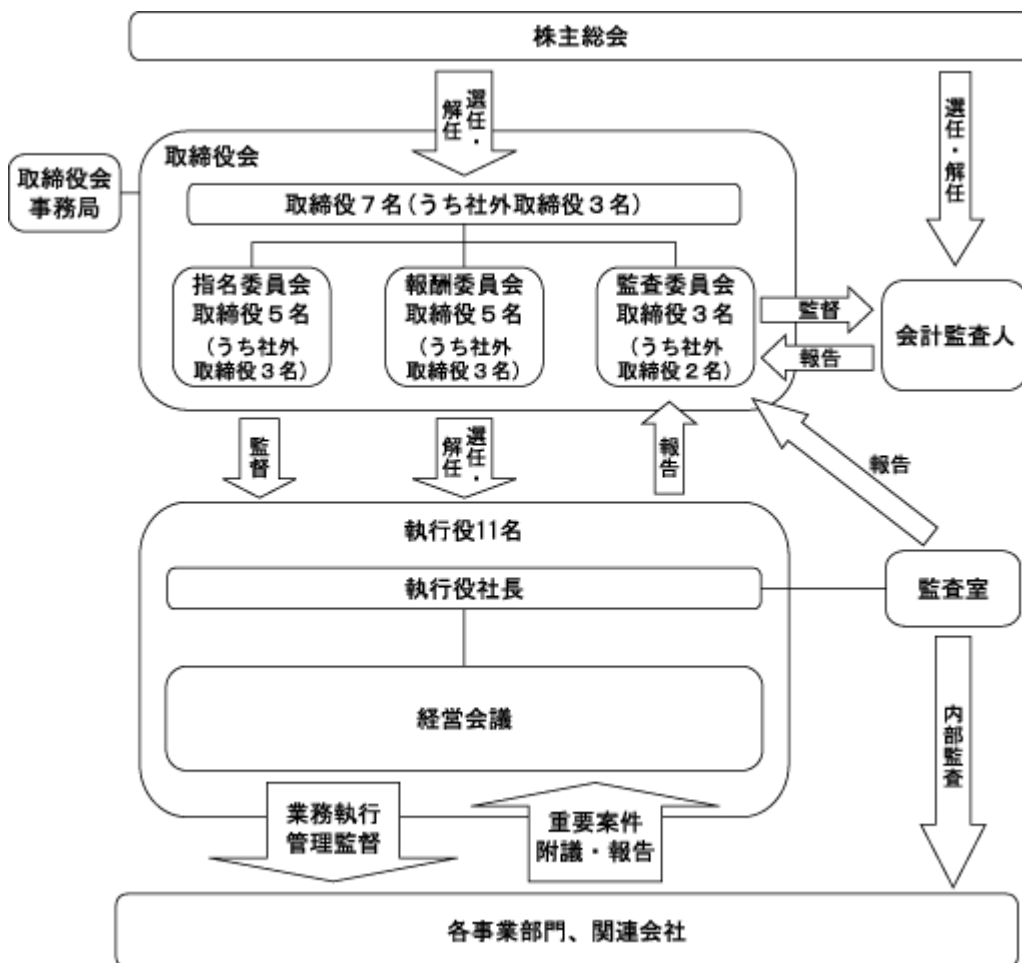 株主総会
選任・
解任
選任・解任
取締役会
取締役会
事務局
取締役７名(うち社外取締役３名)
指名委員会
取締役５名
(うち社外
取締役３名)
報酬委員会
取締役５名
(うち社外
取締役３名)
監査委員会
取締役３名
(うち社外
取締役２名)
監督
報告
会計監査人
監督
選任・
解任
報告
報告
執行役11名
執行役社長
監査室
経営会議
内部監査
業務執行
管理監督
重要案件
附議・報告
各事業部門、関連会社